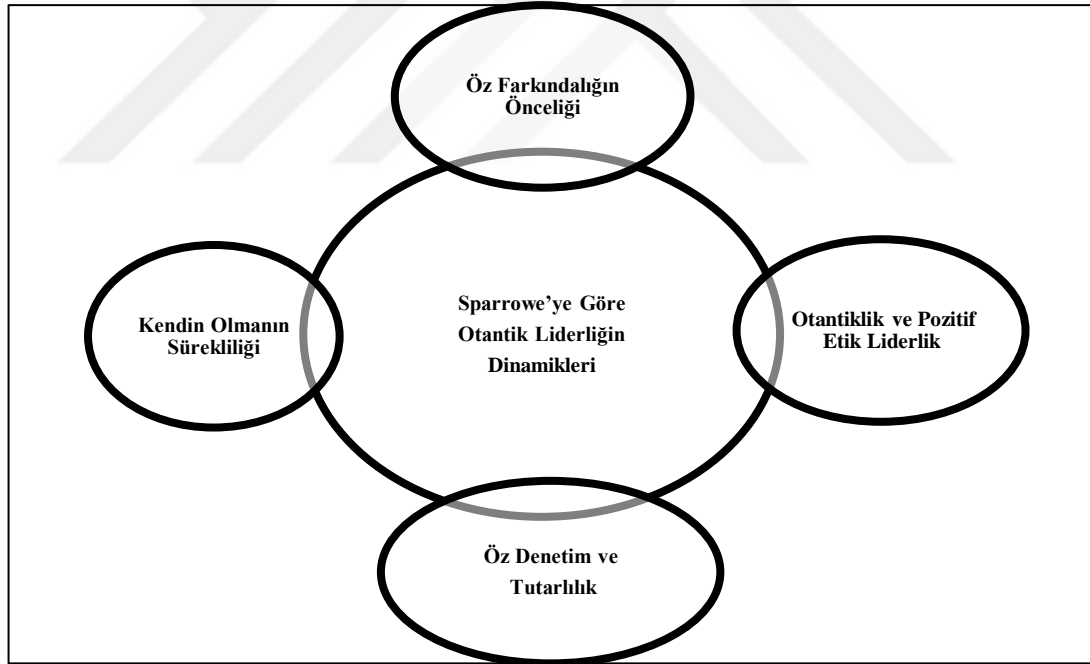 Öz Farkındalığın
Önceliği
Kendin Olmanın
Sürekliliği
Sparrowe’ye Göre
Otantik Liderliğin
Dinamikleri
Otantiklik ve Pozitif
Etik Liderlik
Öz Denetim ve
Tutarlılık